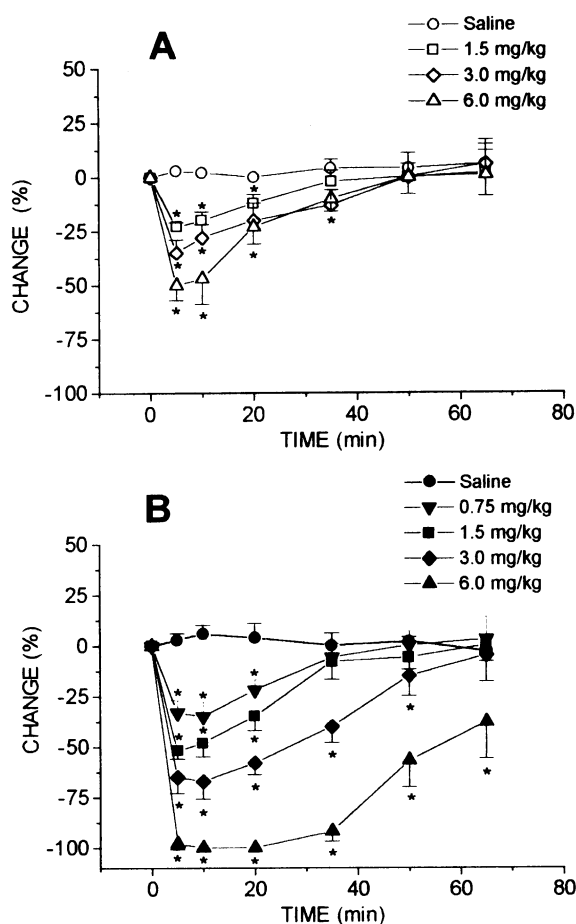 A
Saline
1.5 mg/kg
3.0 mg/kg
6.0 mg/kg
50
25
0
-25
-50
-75
-100
CHANGE (%)
* * * * * * * * *
0 20 40 60 80
TIME (min)
B
Saline
0.75 mg/kg
1.5 mg/kg
3.0 mg/kg
6.0 mg/kg
50
25
0
-25
-50
-75
-100
CHANGE (%)
* * * * * * * * * * * * * * * * *
0 20 40 60 80
TIME (min)